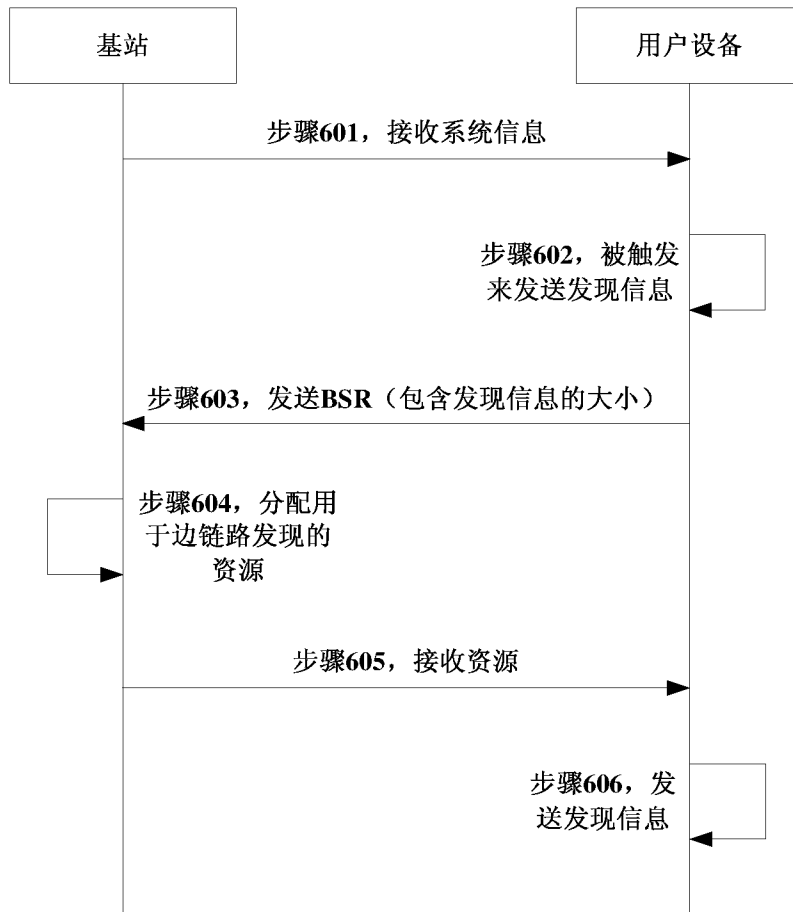 基站
用户设备
步骤601，接收系统信息
步骤602，被触发
来发送发现信息
步骤603，发送BSR（包含发现信息的大小）
步骤604，分配用
于边链路发现的
资源
步骤605，接收资源
步骤606，发
送发现信息